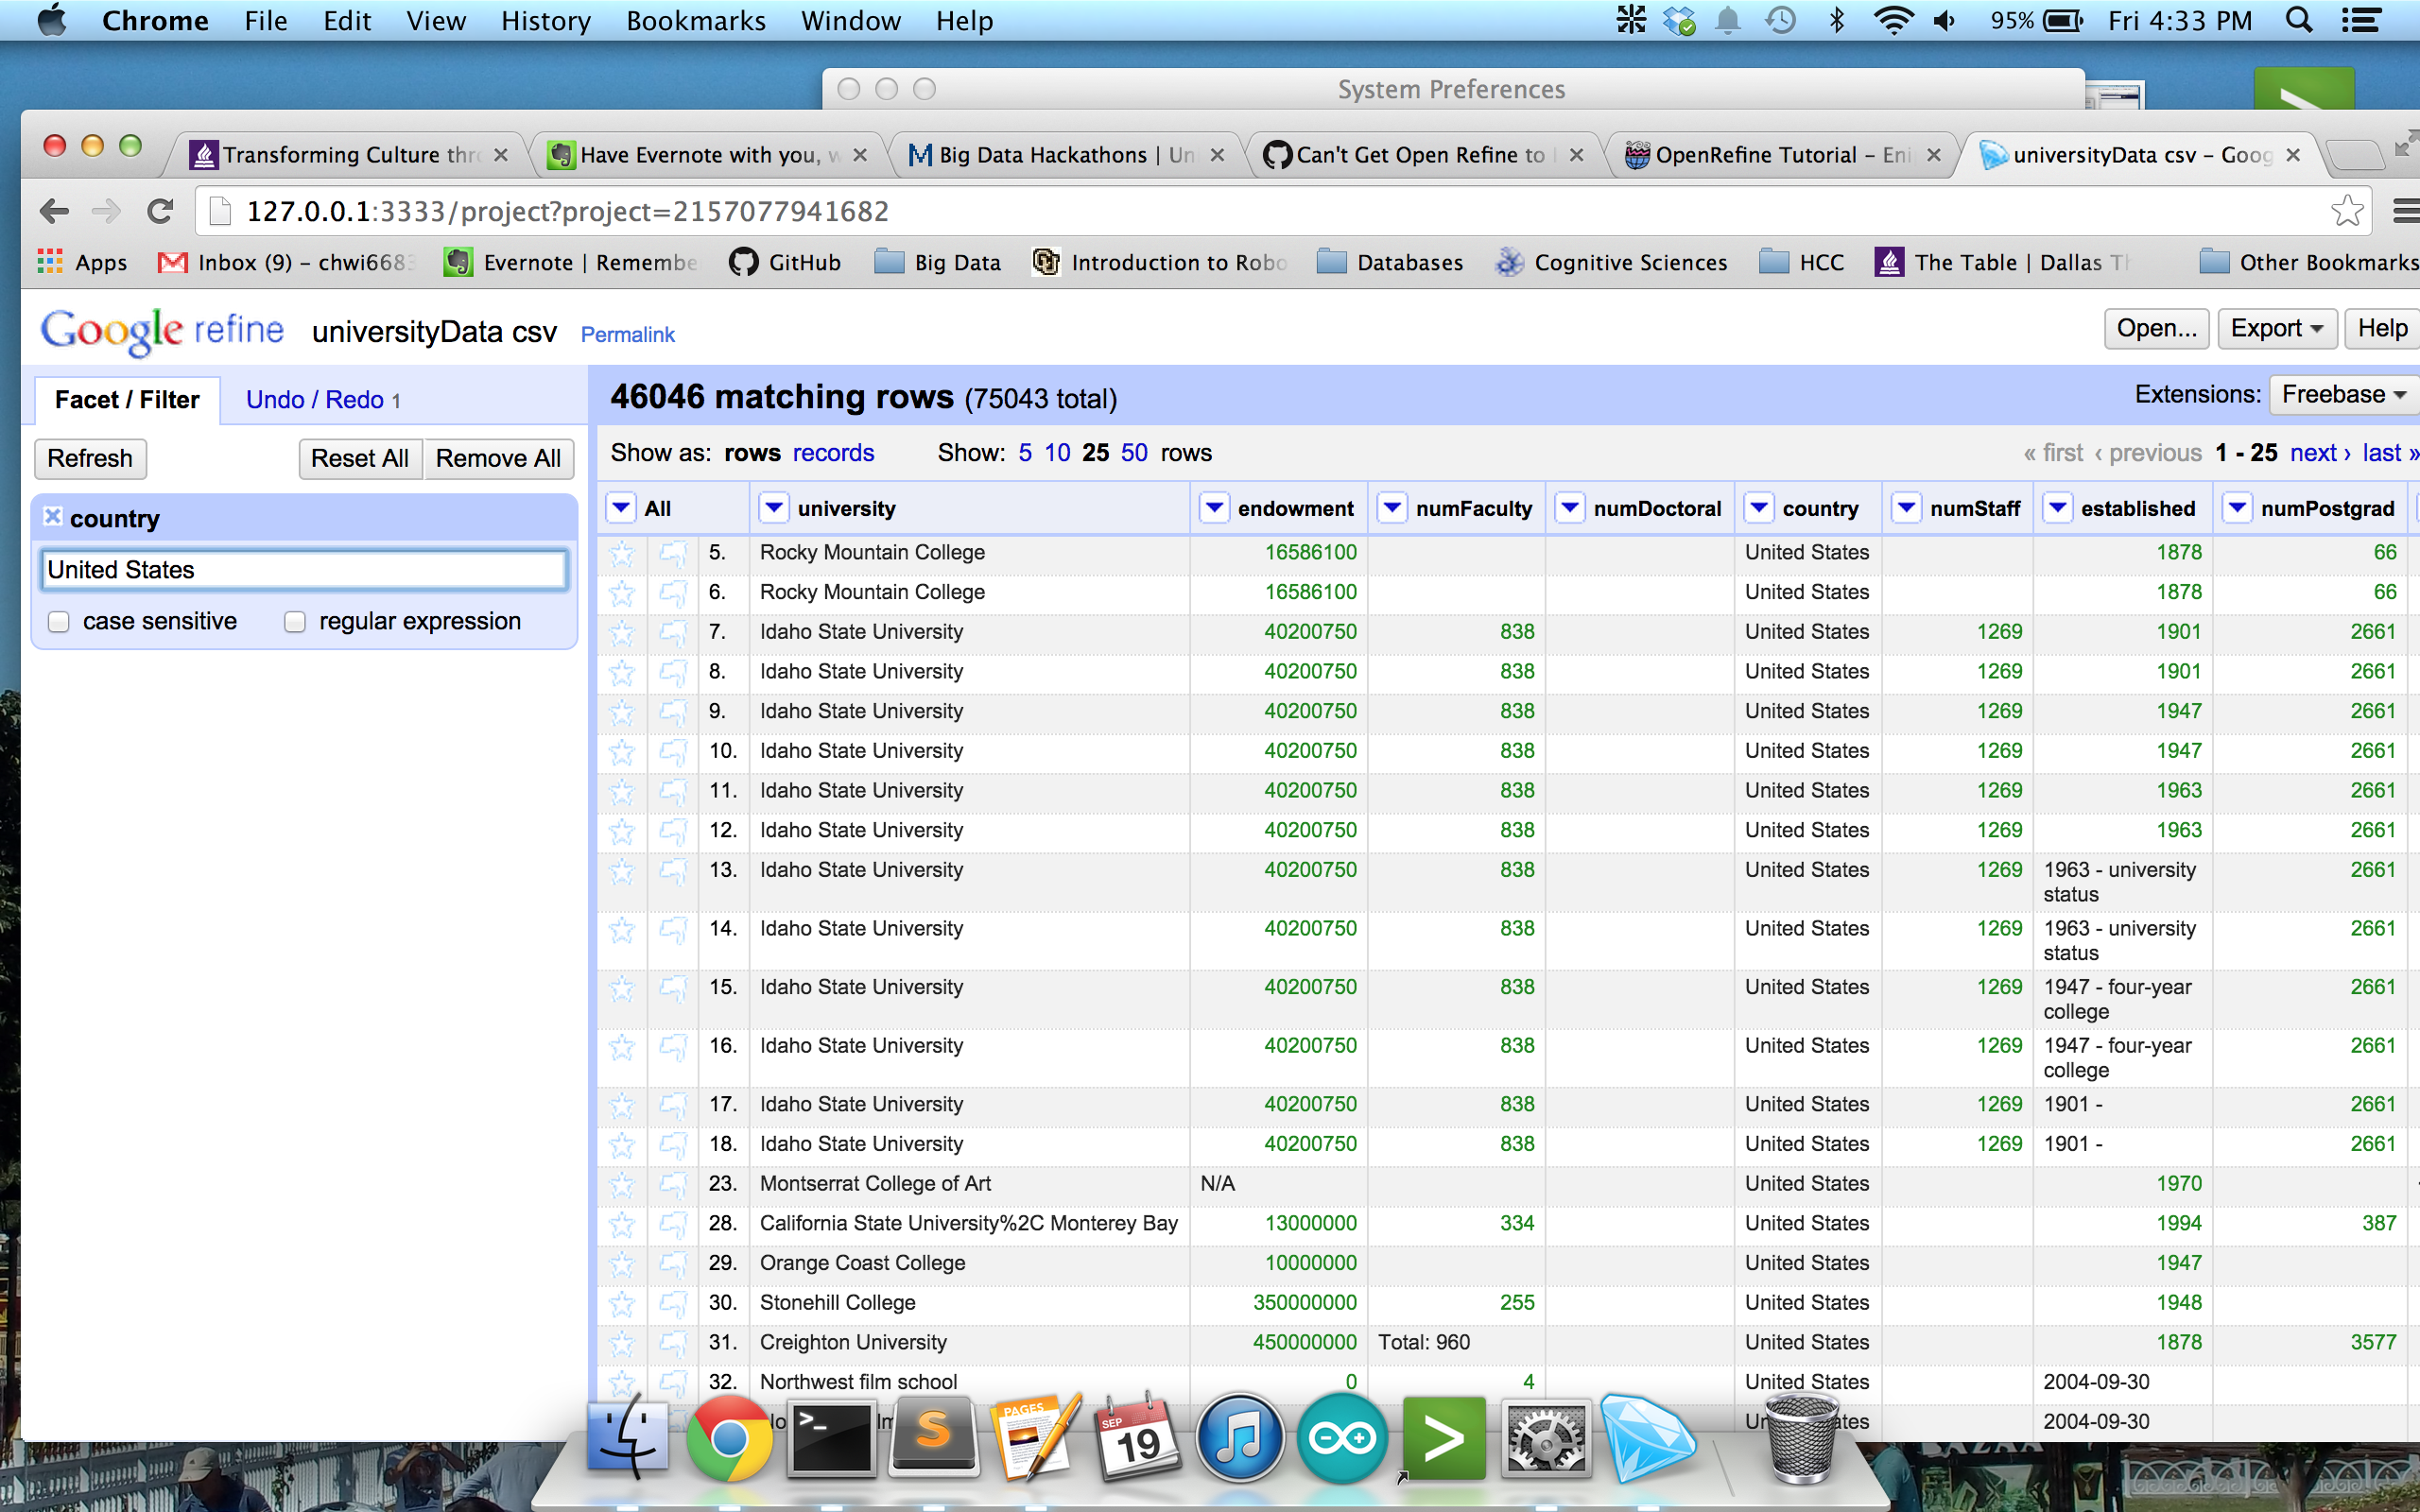 Chrome File Edit View History Bookmarks Window Help 95% Fri 4:33 PM
System Preferences
Transforming Culture thr Have Evernote with you, w Big Data Hackathons | Un Can't Get Open Refine to OpenRefine Tutorial – Eni universityData csv – Goog
127.0.0.1:3333/project?project=2157077941682
Apps Inbox (9) – chwi6683 Evernote | Remembe GitHub Big Data Introduction to Robo Databases Cognitive Sciences HCC The Table | Dallas Th Other Bookmarks
Google refine universityData csv Permalink Open... Export Help
Facet / Filter Undo / Redo 1 46046 matching rows (75043 total) Extensions: Freebase
Refresh Reset All Remove All Show as: rows records Show: 5 10 25 50 rows « first ‹ previous 1 - 25 next › last »
country
United States
case sensitive regular expression
All university endowment numFaculty numDoctoral country numStaff established numPostgrad
5. Rocky Mountain College 16586100 United States 1878 66
6. Rocky Mountain College 16586100 United States 1878 66
7. Idaho State University 40200750 838 United States 1269 1901 2661
8. Idaho State University 40200750 838 United States 1269 1901 2661
9. Idaho State University 40200750 838 United States 1269 1947 2661
10. Idaho State University 40200750 838 United States 1269 1947 2661
11. Idaho State University 40200750 838 United States 1269 1963 2661
12. Idaho State University 40200750 838 United States 1269 1963 2661
13. Idaho State University 40200750 838 United States 1269 1963 - university 2661
status
14. Idaho State University 40200750 838 United States 1269 1963 - university 2661
status
15. Idaho State University 40200750 838 United States 1269 1947 - four-year 2661
college
16. Idaho State University 40200750 838 United States 1269 1947 - four-year 2661
college
17. Idaho State University 40200750 838 United States 1269 1901 - 2661
18. Idaho State University 40200750 838 United States 1269 1901 - 2661
23. Montserrat College of Art N/A United States 1970
28. California State University%2C Monterey Bay 13000000 334 United States 1994 387
29. Orange Coast College 10000000 United States 1947
30. Stonehill College 350000000 255 United States 1948
31. Creighton University 450000000 Total: 960 United States 1878 3577
32. Northwest film school 0 4 United States 2004-09-30
2004-09-30
PAGES
SEP
19